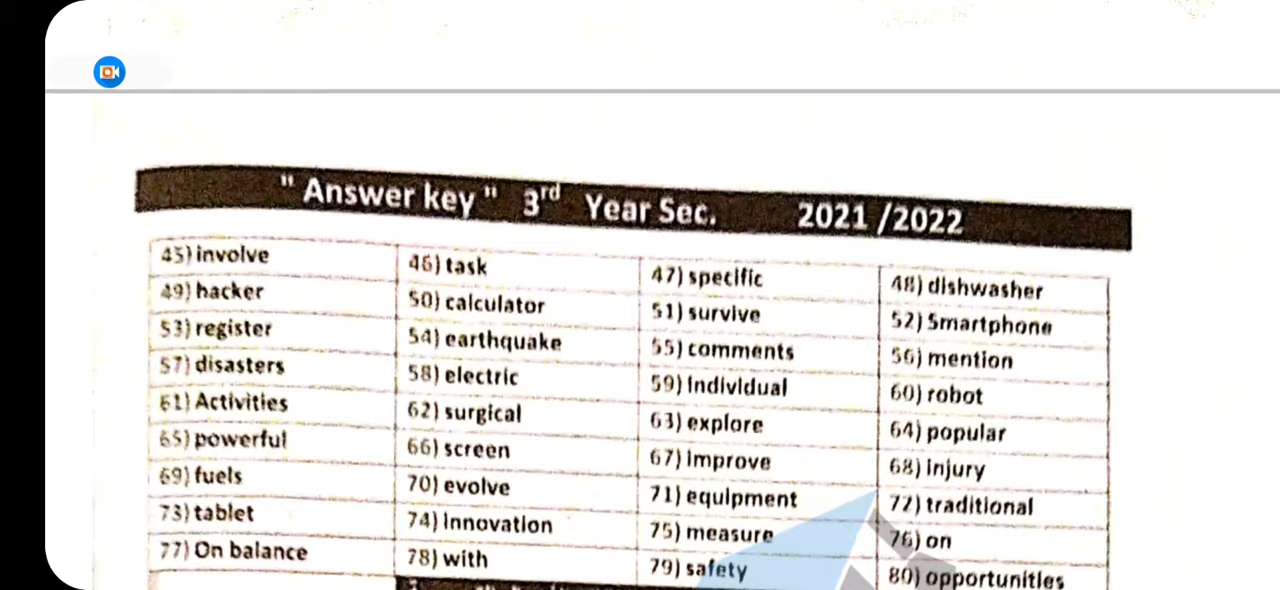 " Answer key " 3rd Year Sec. 2021 /2022
45) involve 46) task 47) specific 48) dishwasher
49) hacker 50) calculator 51) survive 52) Smartphone
53) register 54) earthquake 55) comments 56) mention
57) disasters 58) electric 59) individual 60) robot
61) Activities 62) surgical 63) explore 64) popular
65) powerful 66) screen 67) improve 68) injury
69) fuels 70) evolve 71) equipment 72) traditional
73) tablet 74) innovation 75) measure 76) on
77) On balance 78) with 79) safety 80) opportunities